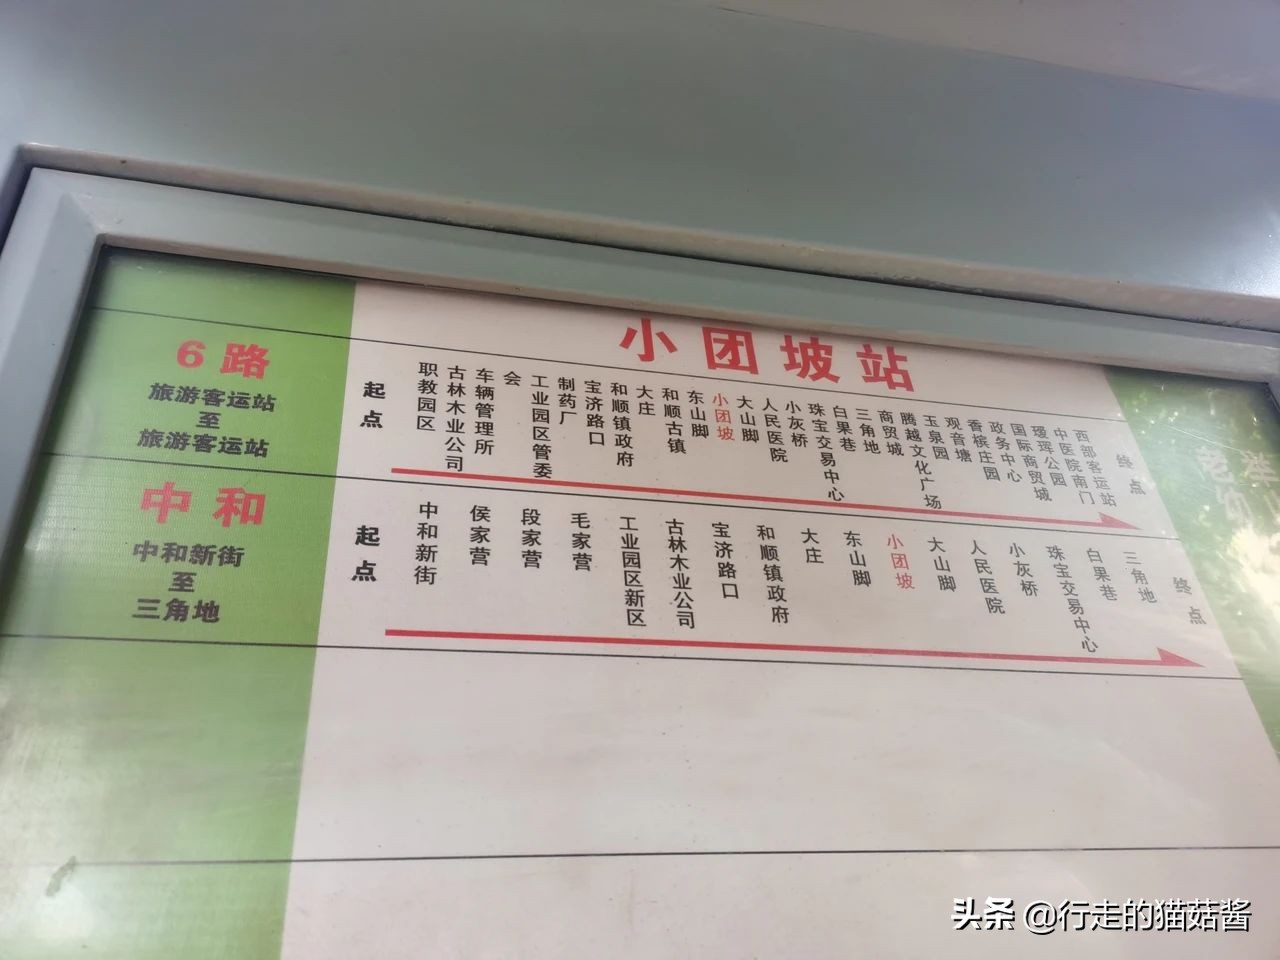 小团坡站
6路
旅游客运站
至
旅游客运站
起点
职教园区
古林木业公司
车辆管理所
工业园区管委会
制药厂
宝济路口
和顺镇政府
大庄
和顺古镇
东山脚
小团坡
大山脚
人民医院
小灰桥
珠宝交易中心
白果巷
三角地
商贸城
腾越文化广场
玉泉园
观音塘
香槟庄园
政务中心
国际商贸城
瑷珲公园
中医院南门
西部客运站
终点
中和
中和新街
至
三角地
起点
中和新街
侯家营
段家营
毛家营
工业园区新区
古林木业公司
宝济路口
和顺镇政府
大庄
东山脚
小团坡
大山脚
人民医院
小灰桥
珠宝交易中心
白果巷
三角地
终点
头条 @行走的猫菇酱